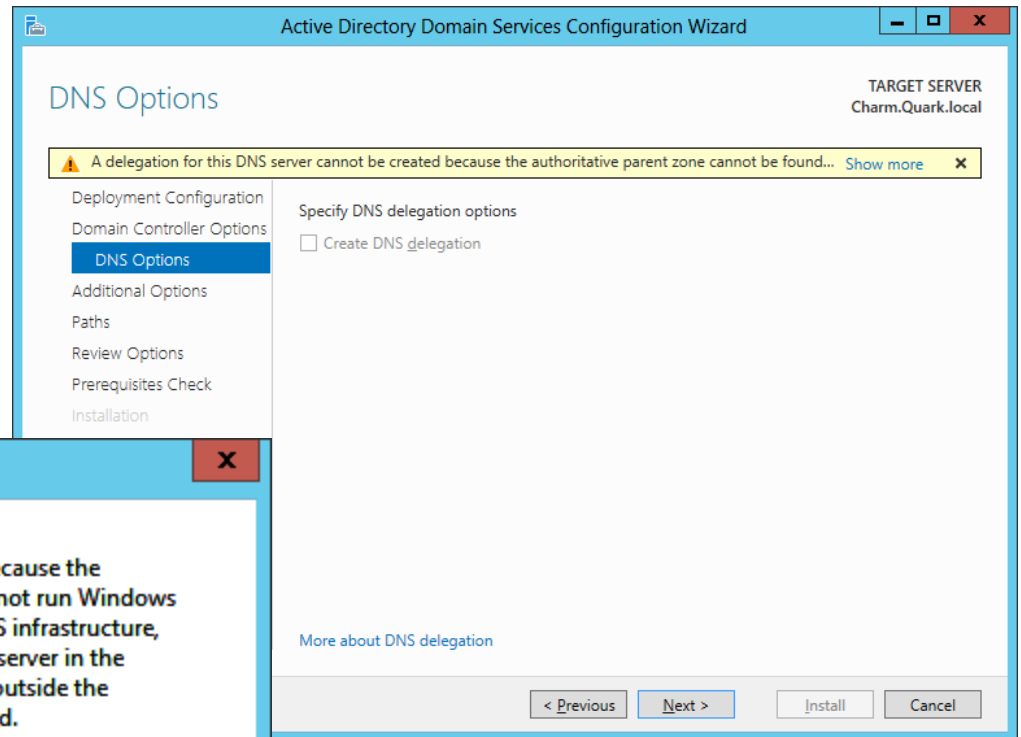 Active Directory Domain Services Configuration Wizard
DNS Options
TARGET SERVER
Charm.Quark.local
A delegation for this DNS server cannot be created because the authoritative parent zone cannot be found... Show more
Deployment Configuration
Domain Controller Options
DNS Options
Additional Options
Paths
Review Options
Prerequisites Check
Installation
Specify DNS delegation options
Create DNS delegation
More about DNS delegation
< Previous
Next >
Install
Cancel
the
not run Windows
infrastructure,
server in the
outside the